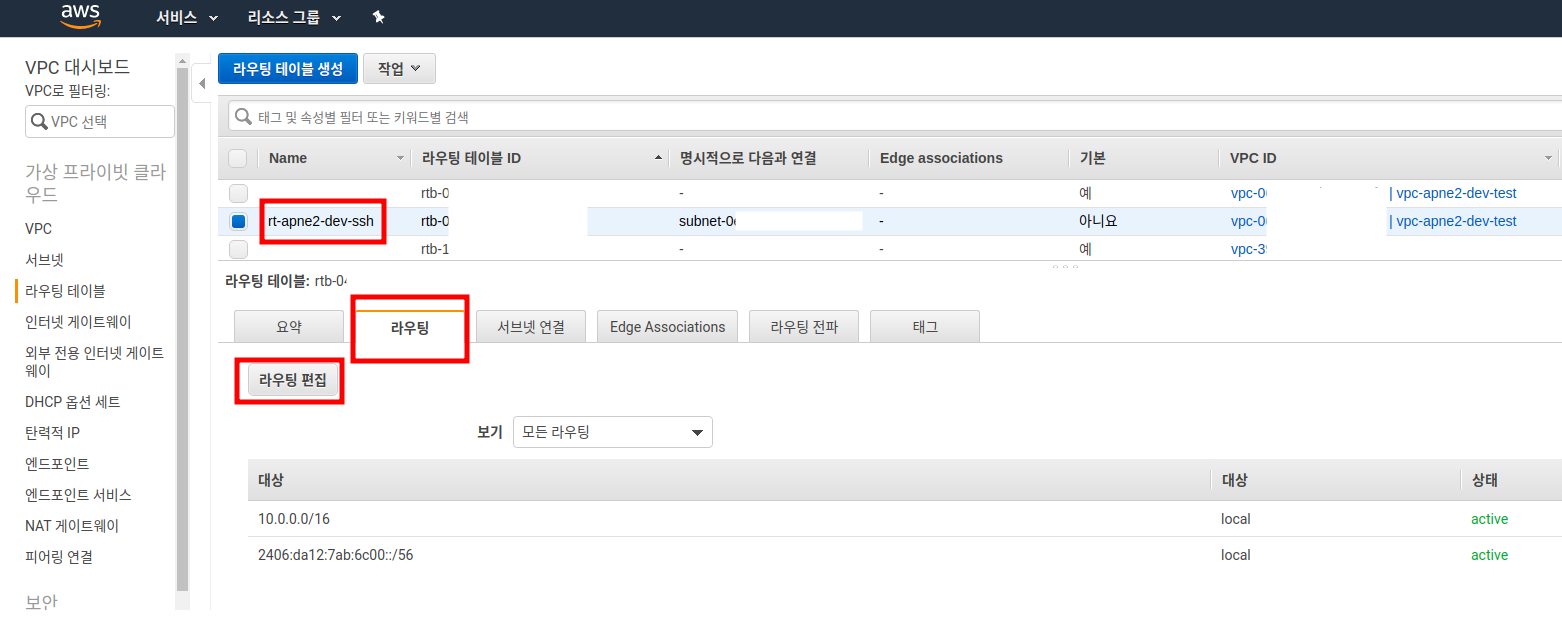 aws 서비스 리소스 그룹
VPC 대시보드
VPC로 필터링:
VPC 선택
가상 프라이빗 클라
우드
VPC
서브넷
라우팅 테이블
인터넷 게이트웨이
외부 전용 인터넷 게이트
웨이
DHCP 옵션 세트
탄력적 IP
엔드포인트
엔드포인트 서비스
NAT 게이트웨이
피어링 연결
보안
라우팅 테이블 생성 작업
태그 및 속성별 필터 또는 키워드별 검색
Name 라우팅 테이블 ID 명시적으로 다음과 연결 Edge associations 기본 VPC ID
rtb-0 - - 예 vpc-0 | vpc-apne2-dev-test
rt-apne2-dev-ssh rtb-0 subnet-0 - 아니요 vpc-0 | vpc-apne2-dev-test
rtb-1 - - 예 vpc-3
라우팅 테이블: rtb-0
요약 라우팅 서브넷 연결 Edge Associations 라우팅 전파 태그
라우팅 편집
보기 모든 라우팅
대상 대상 상태
10.0.0.0/16 local active
2406:da12:7ab:6c00::/56 local active